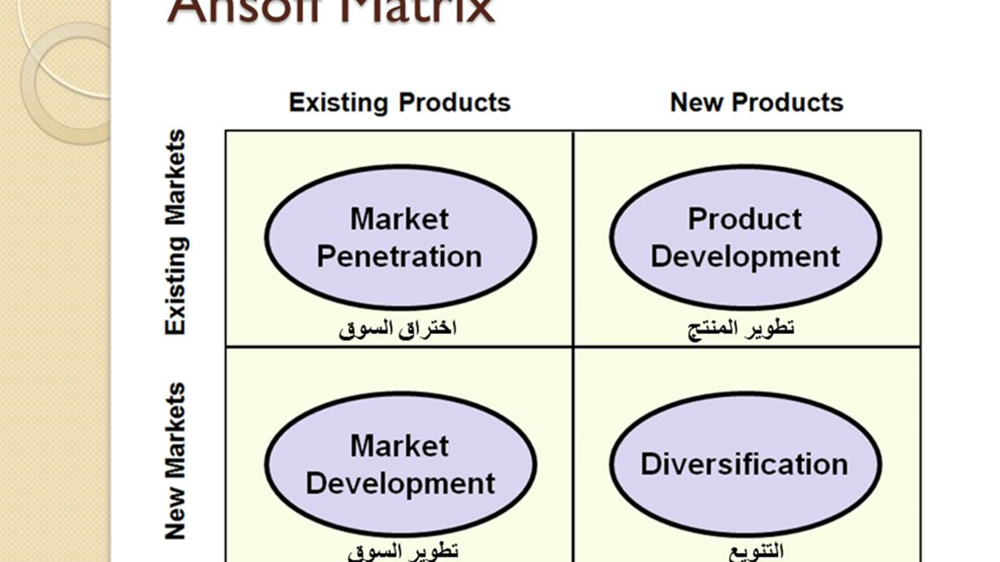 Ansoff Matrix
Existing Products
New Products
Existing Markets
Market
Penetration
اختراق السوق
Product
Development
تطوير المنتج
New Markets
Market
Development
تطوير السوق
Diversification
التنويع